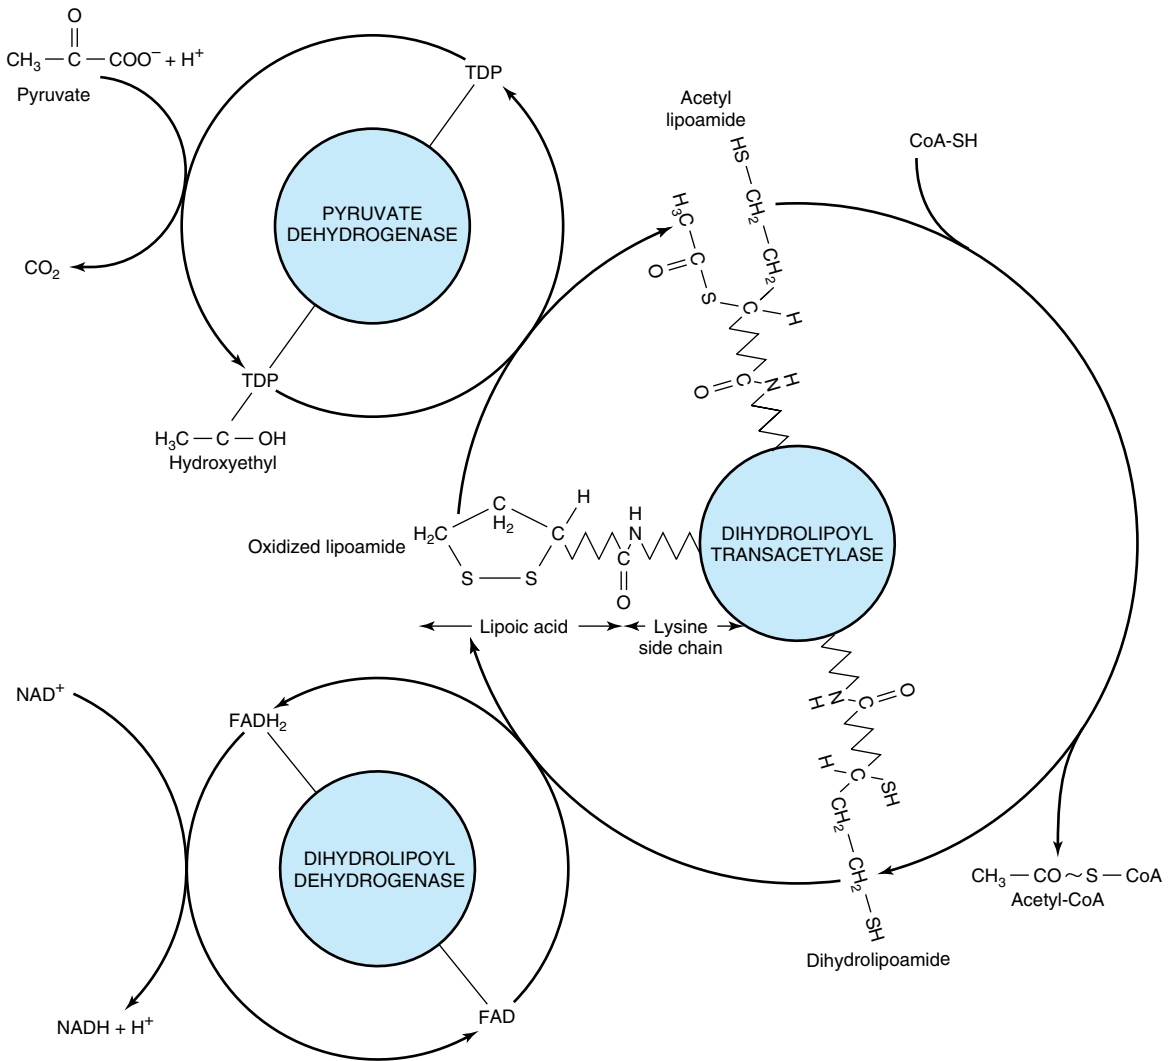 O
CH3 — C — COO− + H+
Pyruvate
CO2
TDP
PYRUVATE
DEHYDROGENASE
TDP
H3C — C — OH
Hydroxyethyl
Acetyl
lipoamide
HS
CH2
CH2
H3C
C
O
S
C
H
O
C
N
H
CoA-SH
Oxidized lipoamide
H2C
C
H2
C
H
S — S
H
N
C
O
DIHYDROLIPOYL
TRANSACETYLASE
Lipoic acid
Lysine
side chain
H
N
C
O
H
C
SH
CH2
CH2
SH
Dihydrolipoamide
CH3 — CO ~ S — CoA
Acetyl-CoA
NAD+
FADH2
DIHYDROLIPOYL
DEHYDROGENASE
FAD
NADH + H+